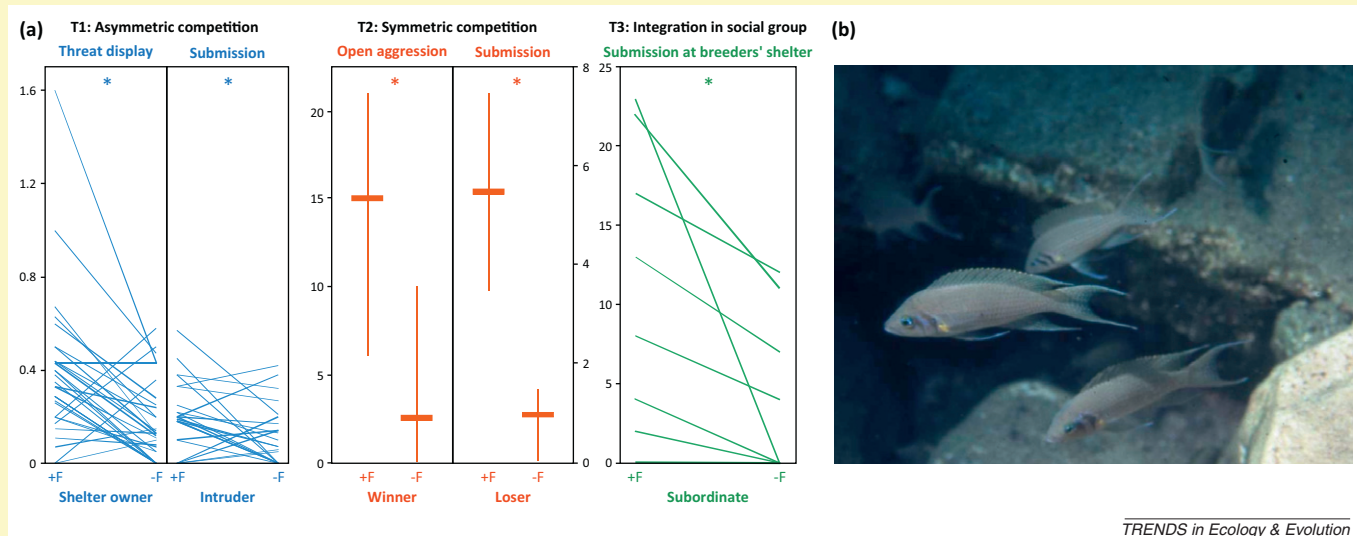 (a)
T1: Asymmetric competition
T2: Symmetric competition
T3: Integration in social group
(b)
Threat display
Submission
Open aggression
Submission
Submission at breeders' shelter
*
*
*
*
*
1.6
1.2
0.8
0.4
0
20
15
10
5
0
8
6
4
2
0
25
20
15
10
5
0
+F
-F
+F
-F
+F
-F
+F
-F
+F
-F
Shelter owner
Intruder
Winner
Loser
Subordinate
TRENDS in Ecology & Evolution